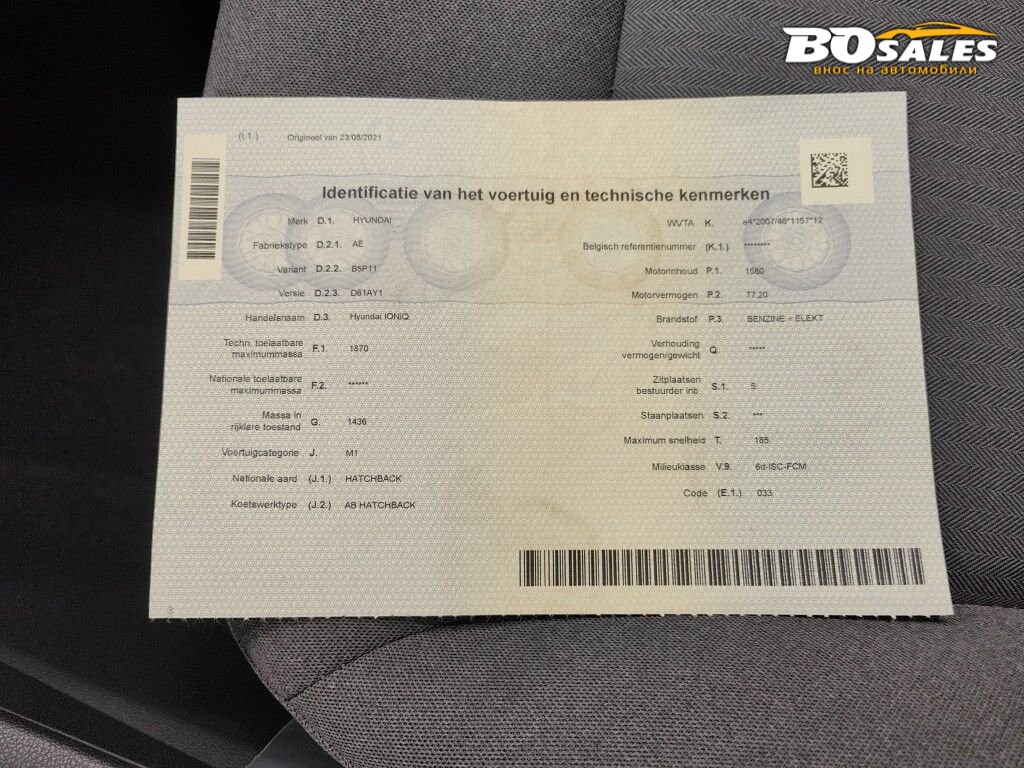 BOSALES
внос на автомобили
(I.1.) Origineel van 23/08/2021
Identificatie van het voertuig en technische kenmerken
Merk D.1. HYUNDAI
Fabriekstype D.2.1. AE
Variant D.2.2. B5P11
Versie D.2.3. D61AY1
Handelsnaam D.3. Hyundai IONIQ
Techn. toelaatbare
maximummassa F.1. 1870
Nationale toelaatbare
maximummassa F.2. ******
Massa in
rijklare toestand G. 1436
Voertuigcategorie J. M1
Nationale aard (J.1.) HATCHBACK
Koetswerktype (J.2.) AB HATCHBACK
WVTA K. e4*2007/46*1157*12
Belgisch referentienummer (K.1.) ********
Motorinhoud P.1. 1580
Motorvermogen P.2. 77,20
Brandstof P.3. BENZINE + ELEKT
Verhouding
vermogen/gewicht Q. *****
Zitplaatsen
bestuurder inb. S.1. 5
Staanplaatsen S.2. ***
Maximum snelheid T. 185
Milieuklasse V.9. 6d-ISC-FCM
Code (E.1.) 033